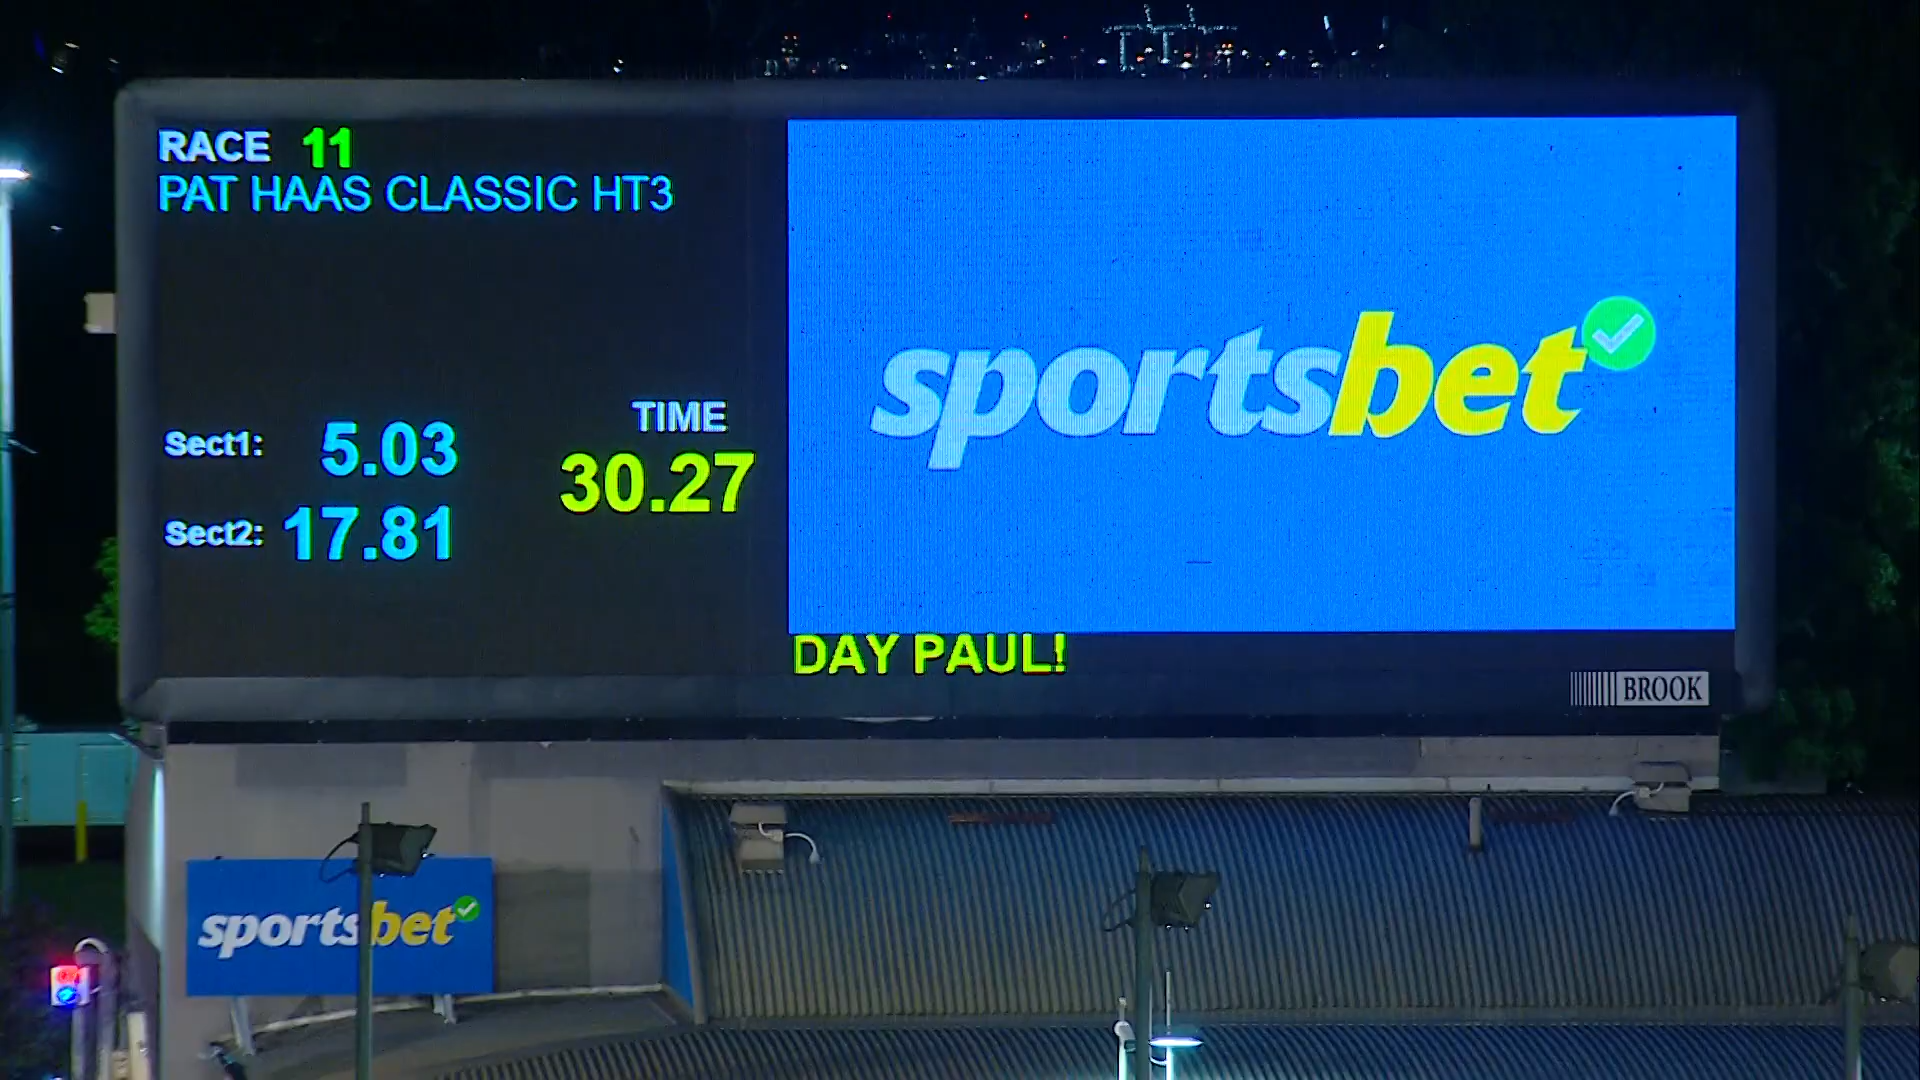 RACE 11
PAT HAAS CLASSIC HT3
TIME
Sect1: 5.03
30.27
Sect2: 17.81
sportsbet
DAY PAUL!
BROOK
sportsbet